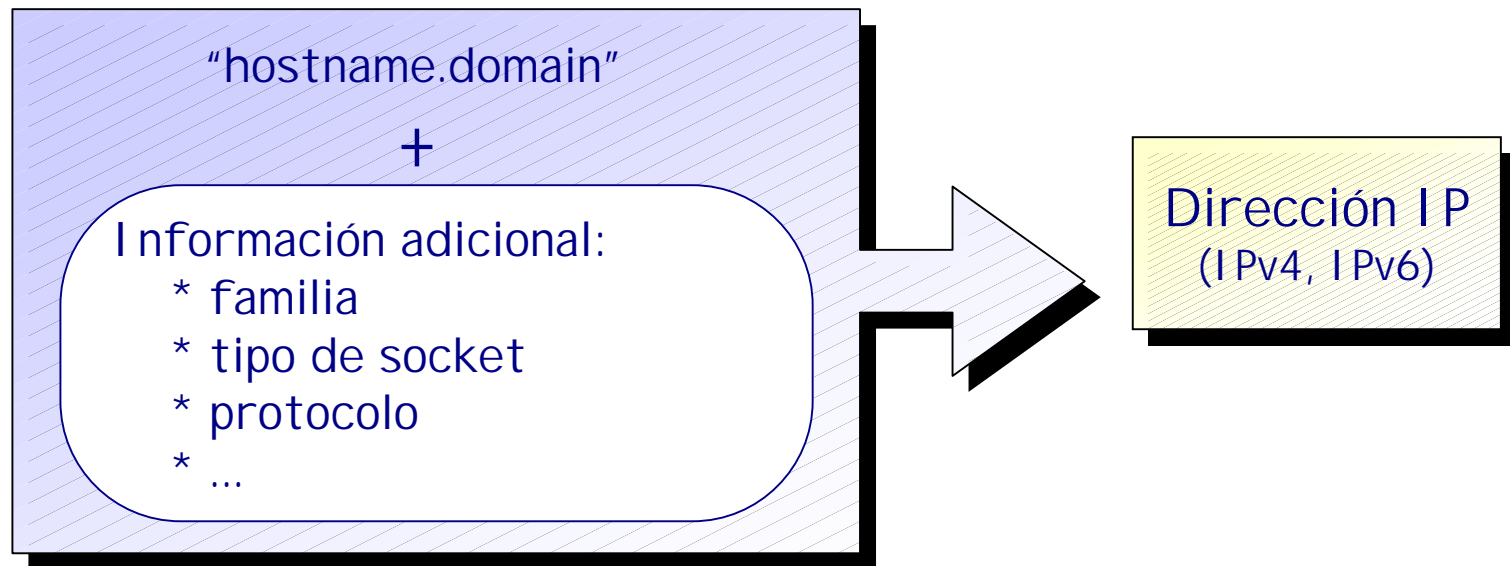 “hostname.domain”
+
Información adicional:
* familia
* tipo de socket
* protocolo
* ...
Dirección IP
(IPv4, IPv6)